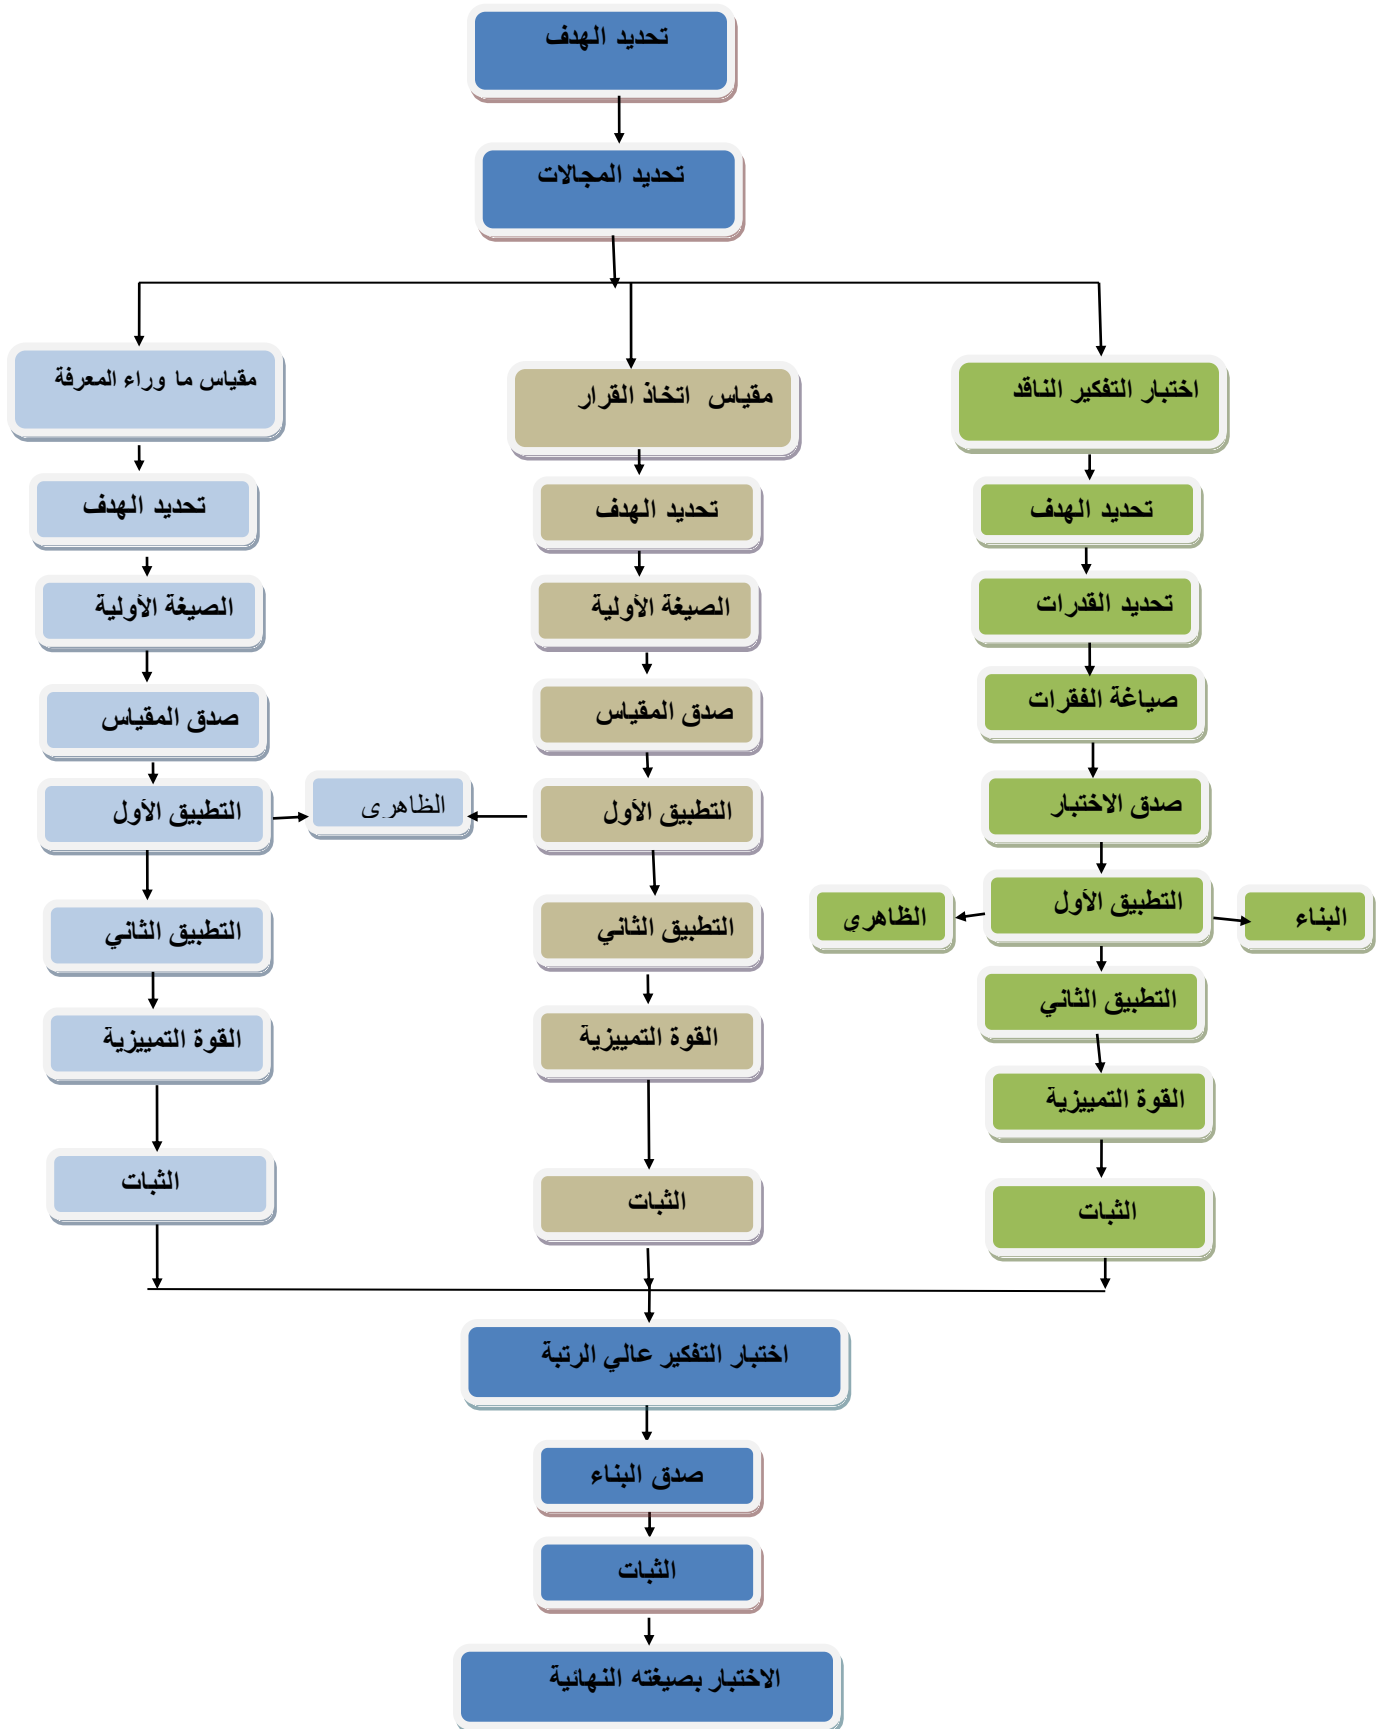 تحديد الهدف
تحديد المجالات
اختبار التفكير الناقد
تحديد الهدف
تحديد القدرات
صياغة الفقرات
صدق الاختبار
البناء
التطبيق الأول
الظاهرى
التطبيق الثاني
القوة التمييزية
الثبات
مقياس اتخاذ القرار
تحديد الهدف
الصيغة الأولية
صدق المقياس
التطبيق الأول
الظاهرى
التطبيق الثاني
القوة التمييزية
الثبات
مقياس ما وراء المعرفة
تحديد الهدف
الصيغة الأولية
صدق المقياس
التطبيق الأول
التطبيق الثاني
القوة التمييزية
الثبات
اختبار التفكير عالي الرتبة
صدق البناء
الثبات
الاختبار بصيغته النهائية